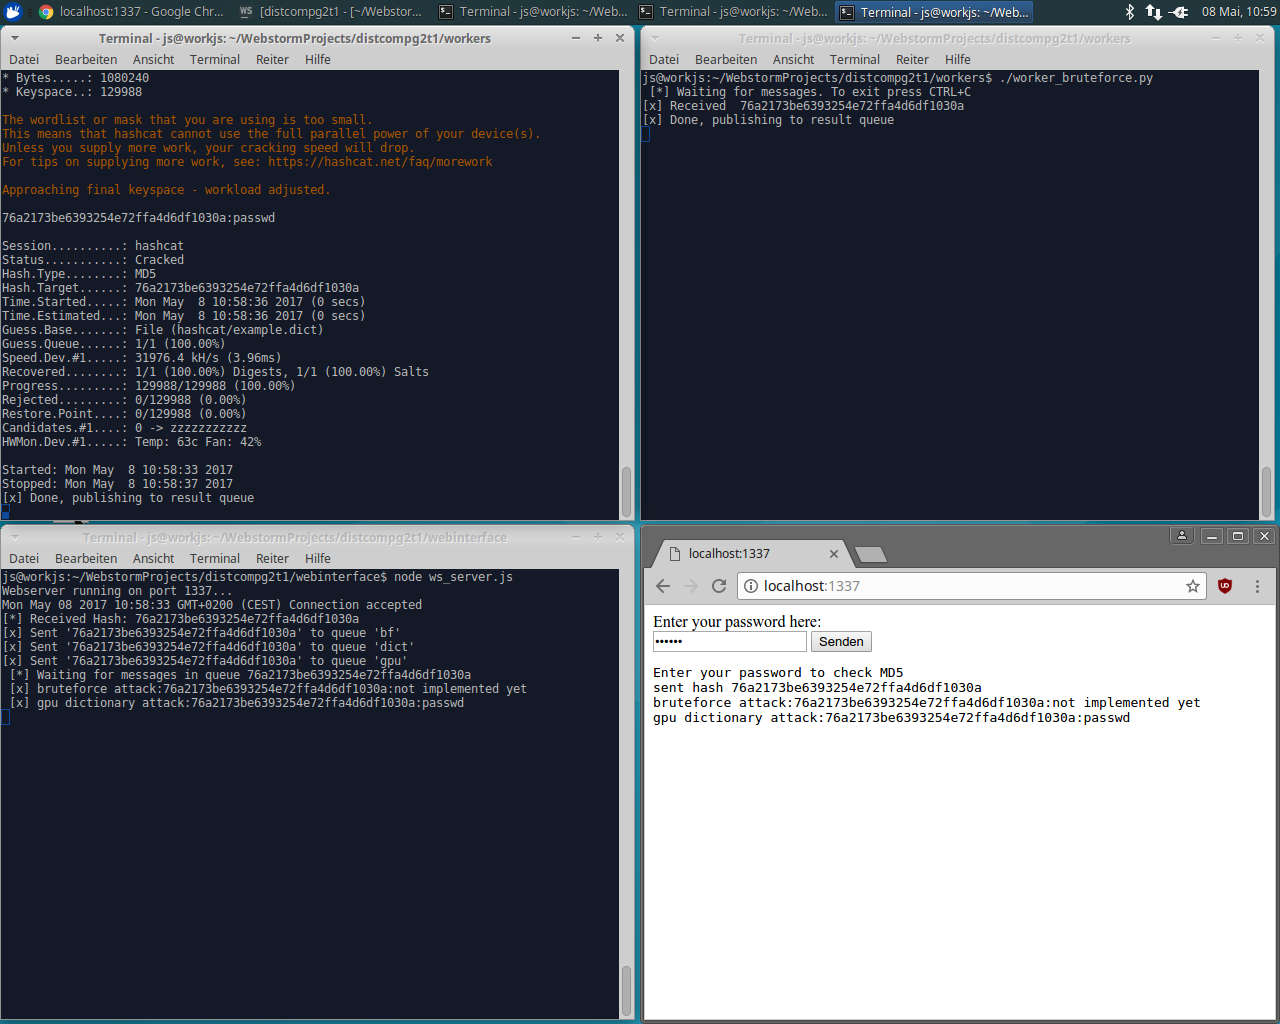 localhost:1337 - Google Chr...
WS [distcompg2t1 - [~/Webstor...
Terminal - js@workjs: ~/Web...
Terminal - js@workjs: ~/Web...
Terminal - js@workjs: ~/Web...
08 Mai, 10:59
Terminal - js@workjs: ~/WebstormProjects/distcompg2t1/workers
Datei Bearbeiten Ansicht Terminal Reiter Hilfe
* Bytes.....: 1080240
* Keyspace..: 129988
The wordlist or mask that you are using is too small.
This means that hashcat cannot use the full parallel power of your device(s).
Unless you supply more work, your cracking speed will drop.
For tips on supplying more work, see: https://hashcat.net/faq/morework
Approaching final keyspace - workload adjusted.
76a2173be6393254e72ffa4d6df1030a:passwd
Session..........: hashcat
Status...........: Cracked
Hash.Type........: MD5
Hash.Target......: 76a2173be6393254e72ffa4d6df1030a
Time.Started.....: Mon May  8 10:58:36 2017 (0 secs)
Time.Estimated...: Mon May  8 10:58:36 2017 (0 secs)
Guess.Base.......: File (hashcat/example.dict)
Guess.Queue......: 1/1 (100.00%)
Speed.Dev.#1.....: 31976.4 kH/s (3.96ms)
Recovered........: 1/1 (100.00%) Digests, 1/1 (100.00%) Salts
Progress.........: 129988/129988 (100.00%)
Rejected.........: 0/129988 (0.00%)
Restore.Point....: 0/129988 (0.00%)
Candidates.#1....: 0 -> zzzzzzzzzzz
HWMon.Dev.#1.....: Temp: 63c Fan: 42%
Started: Mon May  8 10:58:33 2017
Stopped: Mon May  8 10:58:37 2017
[x] Done, publishing to result queue
Terminal - js@workjs: ~/WebstormProjects/distcompg2t1/workers
Datei Bearbeiten Ansicht Terminal Reiter Hilfe
js@workjs:~/WebstormProjects/distcompg2t1/workers$ ./worker_bruteforce.py
[*] Waiting for messages. To exit press CTRL+C
[x] Received  76a2173be6393254e72ffa4d6df1030a
[x] Done, publishing to result queue
Terminal - js@workjs: ~/WebstormProjects/distcompg2t1/webinterface
Datei Bearbeiten Ansicht Terminal Reiter Hilfe
js@workjs:~/WebstormProjects/distcompg2t1/webinterface$ node ws_server.js
Webserver running on port 1337...
Mon May 08 2017 10:58:33 GMT+0200 (CEST) Connection accepted
[*] Received Hash: 76a2173be6393254e72ffa4d6df1030a
[x] Sent '76a2173be6393254e72ffa4d6df1030a' to queue 'bf'
[x] Sent '76a2173be6393254e72ffa4d6df1030a' to queue 'dict'
[x] Sent '76a2173be6393254e72ffa4d6df1030a' to queue 'gpu'
[*] Waiting for messages in queue 76a2173be6393254e72ffa4d6df1030a
[x] bruteforce attack:76a2173be6393254e72ffa4d6df1030a:not implemented yet
[x] gpu dictionary attack:76a2173be6393254e72ffa4d6df1030a:passwd
localhost:1337
localhost:1337
Enter your password here:
•••••• Senden
Enter your password to check MD5
sent hash 76a2173be6393254e72ffa4d6df1030a
bruteforce attack:76a2173be6393254e72ffa4d6df1030a:not implemented yet
gpu dictionary attack:76a2173be6393254e72ffa4d6df1030a:passwd